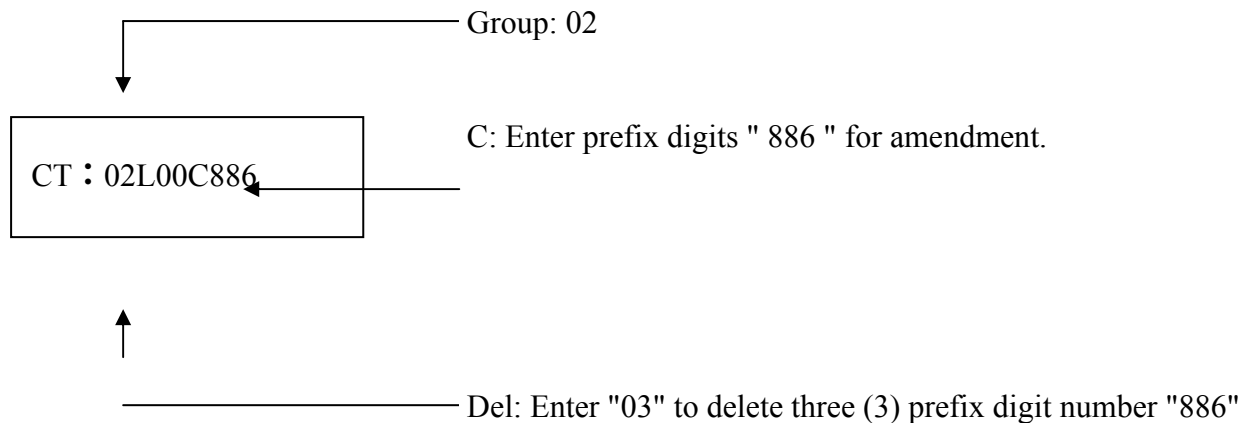 Group: 02
C: Enter prefix digits " 886 " for amendment.
CT：02L00C886
Del: Enter "03" to delete three (3) prefix digit number "886"